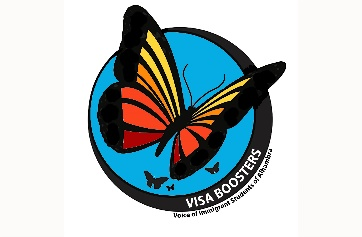 VISA BOOSTERS
Voice of Immigrant Students of Alhambra